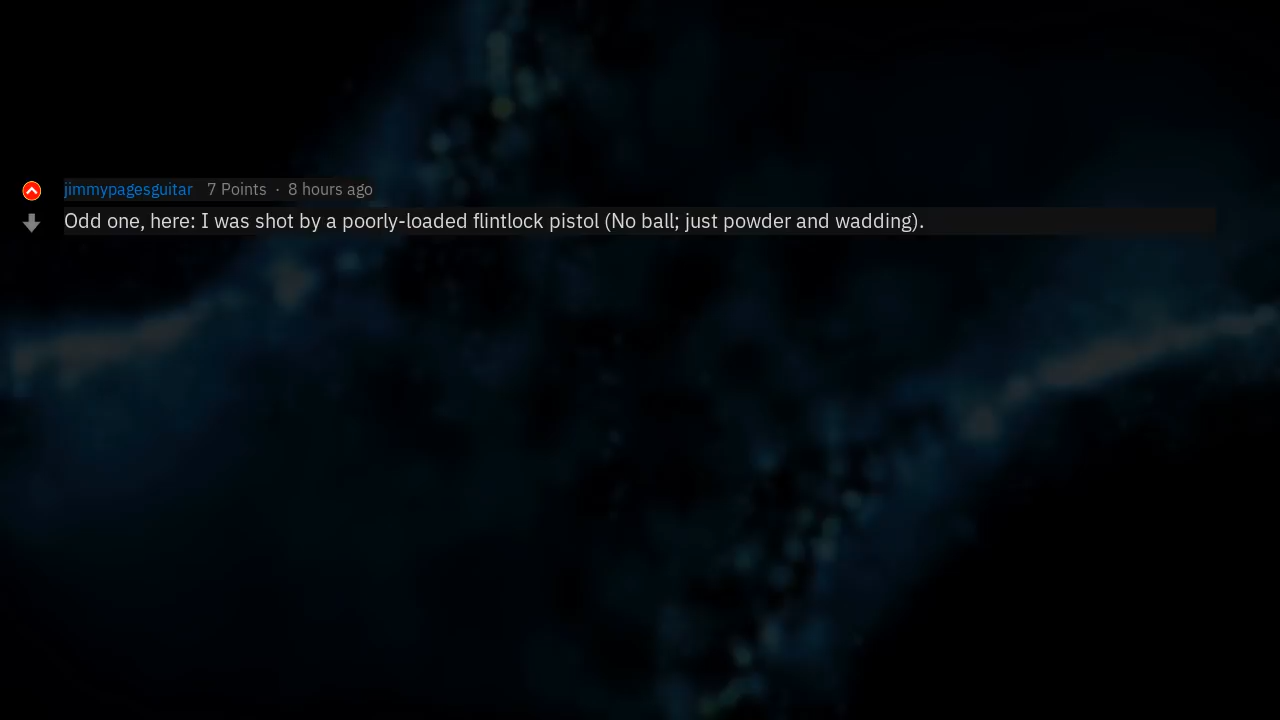 jimmypagesguitar 7 Points · 8 hours ago
Odd one, here: I was shot by a poorly-loaded flintlock pistol (No ball; just powder and wadding).